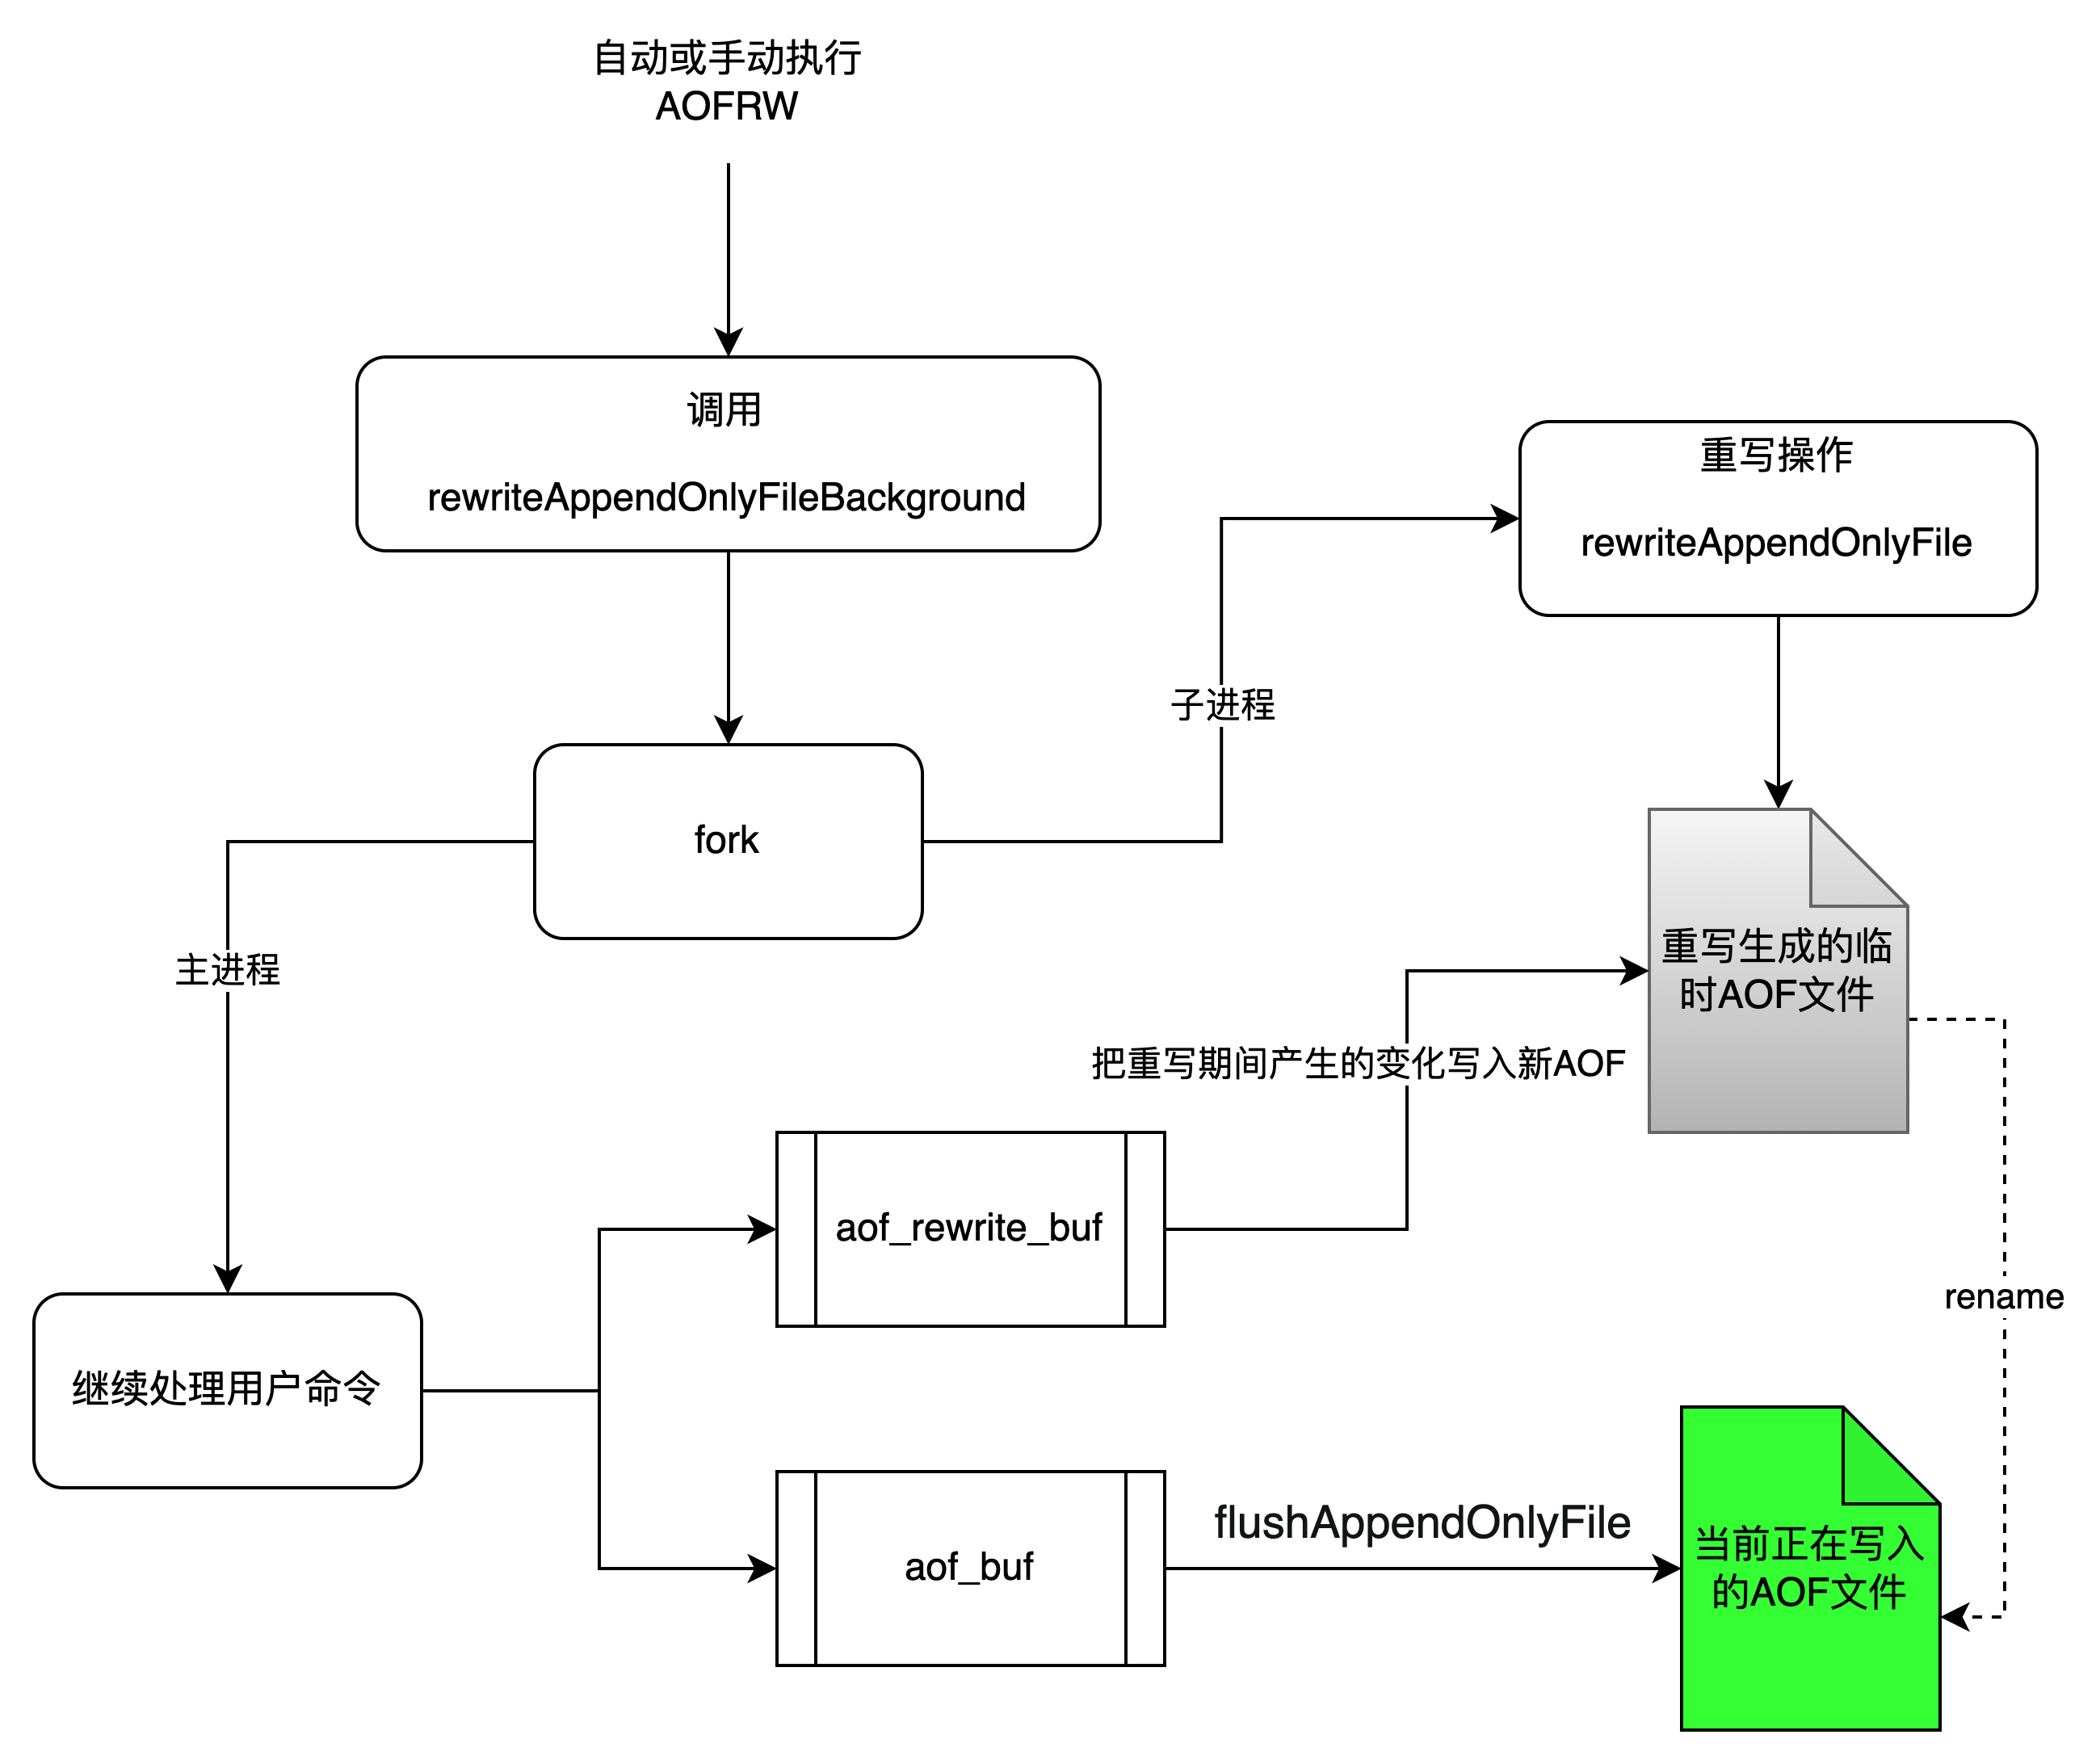 自动或手动执行
AOFRW
调用
rewriteAppendOnlyFileBackground
重写操作
rewriteAppendOnlyFile
子进程
fork
主进程
重写生成的临
时AOF文件
把重写期间产生的变化写入新AOF
aof_rewrite_buf
rename
继续处理用户命令
flushAppendOnlyFile
aof_buf
当前正在写入
的AOF文件